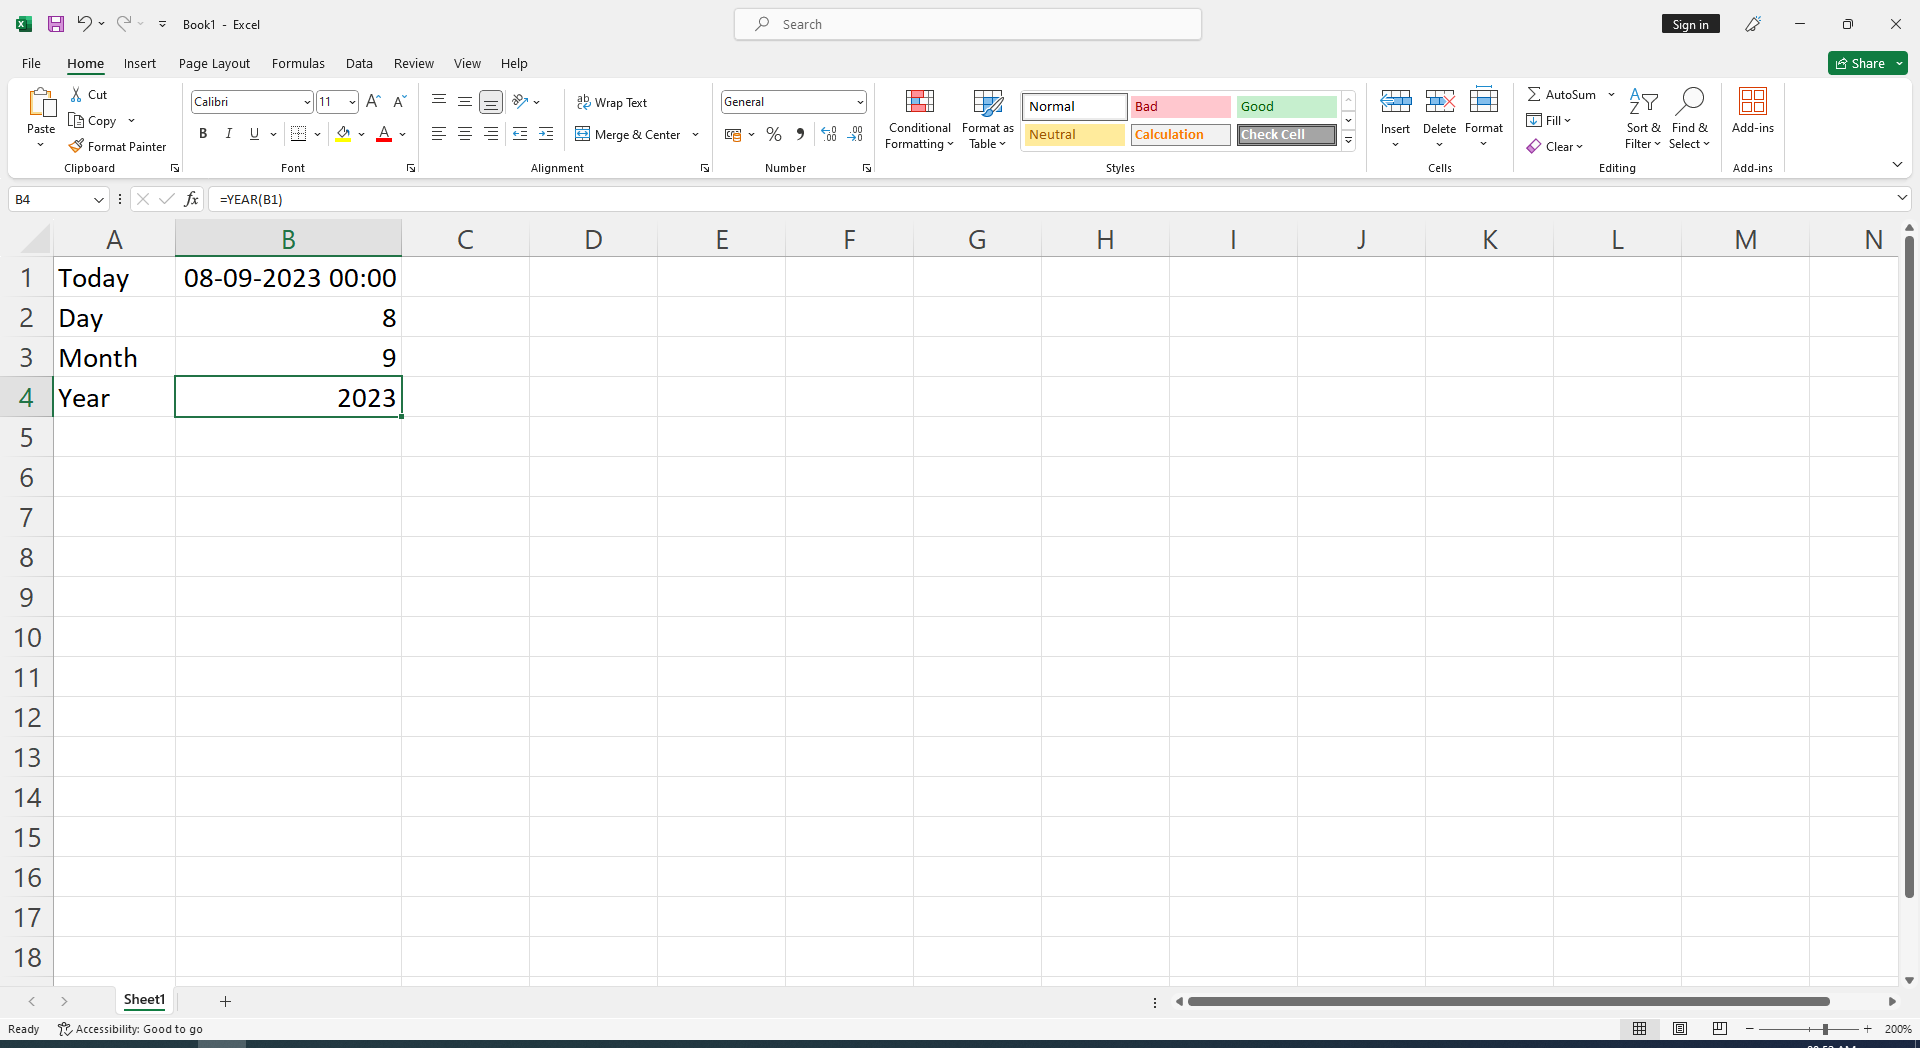 Book1 - Excel
Search
Sign in
File Home Insert Page Layout Formulas Data Review View Help
Share
Paste
Cut
Copy
Format Painter
Clipboard
Calibri 11
B I U
Font
Wrap Text
Merge & Center
Alignment
General
Number
Conditional Formatting
Format as Table
Normal Bad Good
Neutral Calculation Check Cell
Styles
Insert Delete Format
Cells
AutoSum
Fill
Clear
Sort & Filter
Find & Select
Editing
Add-ins
Add-ins
B4 fx =YEAR(B1)
A B C D E F G H I J K L M N
1 Today 08-09-2023 00:00
2 Day 8
3 Month 9
4 Year 2023
5
6
7
8
9
10
11
12
13
14
15
16
17
18
Sheet1
Ready Accessibility: Good to go
200%